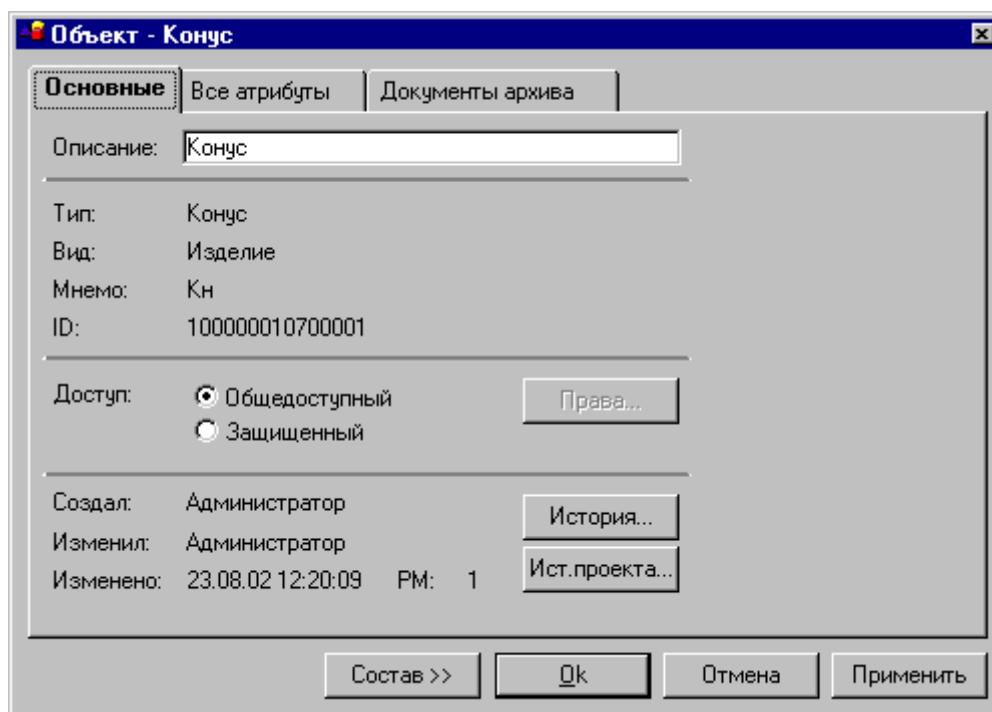 Объект - Конус
Основные Все атрибуты Документы архива
Описание: Конус
Тип: Конус
Вид: Изделие
Мнемо: Кн
ID: 100000010700001
Доступ: Общедоступный Права...
Защищенный
Создал: Администратор История...
Изменил: Администратор
Изменено: 23.08.02 12:20:09 РМ: 1 Ист.проекта...
Состав >> Ok Отмена Применить